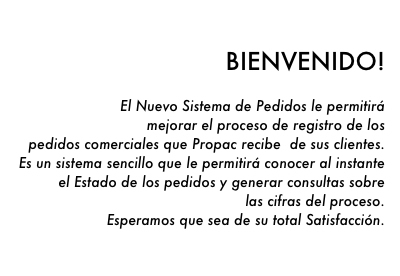 BIENVENIDO!
El Nuevo Sistema de Pedidos le permitirá
mejorar el proceso de registro de los
pedidos comerciales que Propac recibe  de sus clientes.
Es un sistema sencillo que le permitirá conocer al instante
el Estado de los pedidos y generar consultas sobre
las cifras del proceso.
Esperamos que sea de su total Satisfacción.